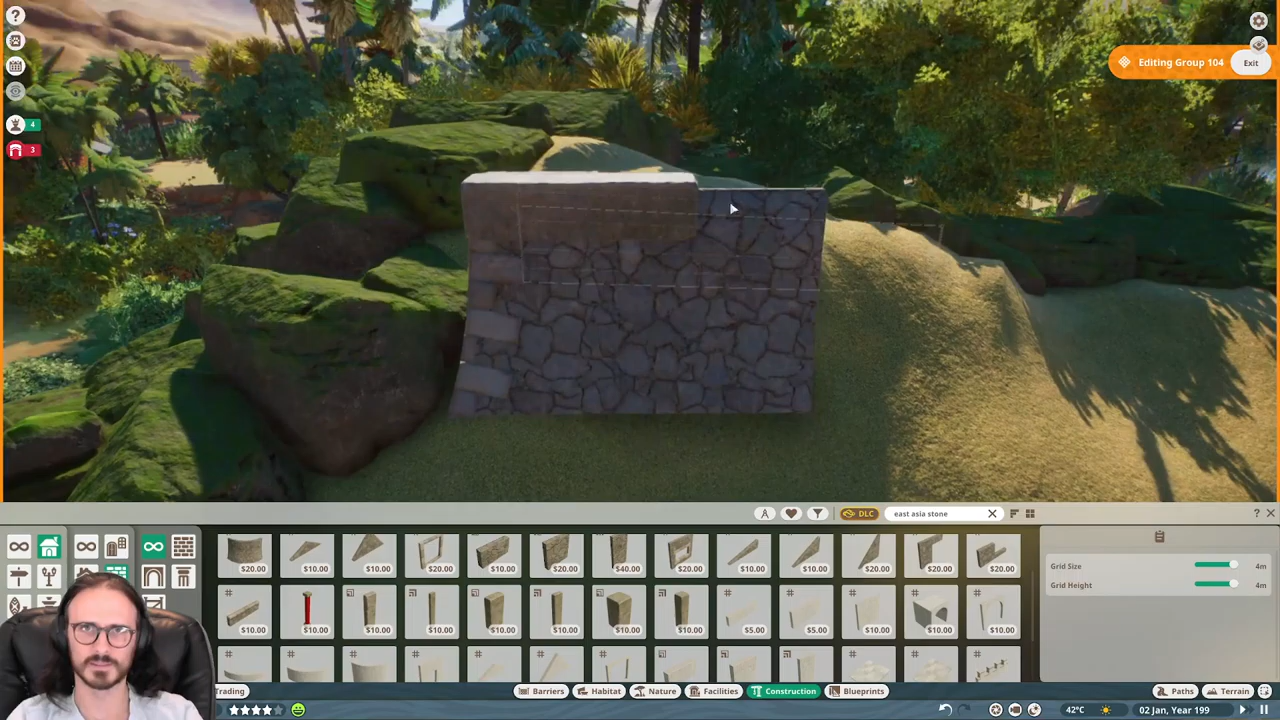 ?
Editing Group 104
Exit
4
3
DLC
east asia stone
?
$20.00
$10.00
$10.00
$20.00
$10.00
$20.00
$40.00
$20.00
$10.00
$10.00
$20.00
$20.00
$20.00
Grid Size
4m
Grid Height
4m
$10.00
$10.00
$10.00
$10.00
$10.00
$10.00
$10.00
$10.00
$5.00
$5.00
$10.00
$10.00
$10.00
Trading
Barriers
Habitat
Nature
Facilities
Construction
Blueprints
Paths
Terrain
42°C
02 Jan, Year 199